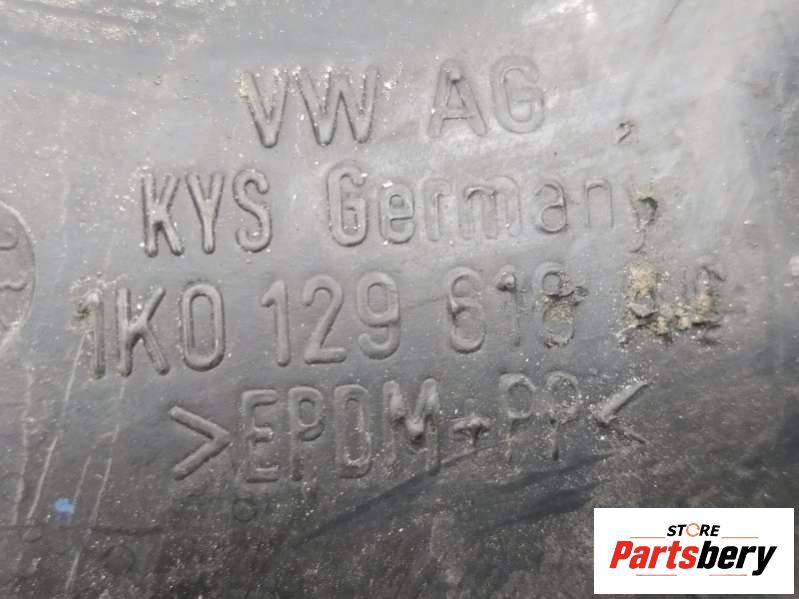 VW AG
KYS Germany
1K0 129 618
>EPDM+PP<
STORE
Partsbery